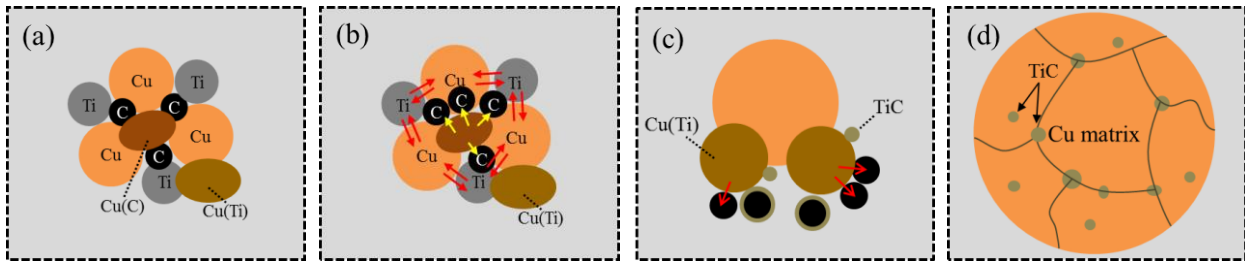 (a)
Cu
Ti
Ti
C
C
Cu
Cu
C
Ti
Cu(C)
Cu(Ti)
(b)
Cu
Ti
Ti
C
C
C
Cu
Cu
C
Ti
Cu(Ti)
(c)
TiC
Cu(Ti)
(d)
TiC
Cu matrix